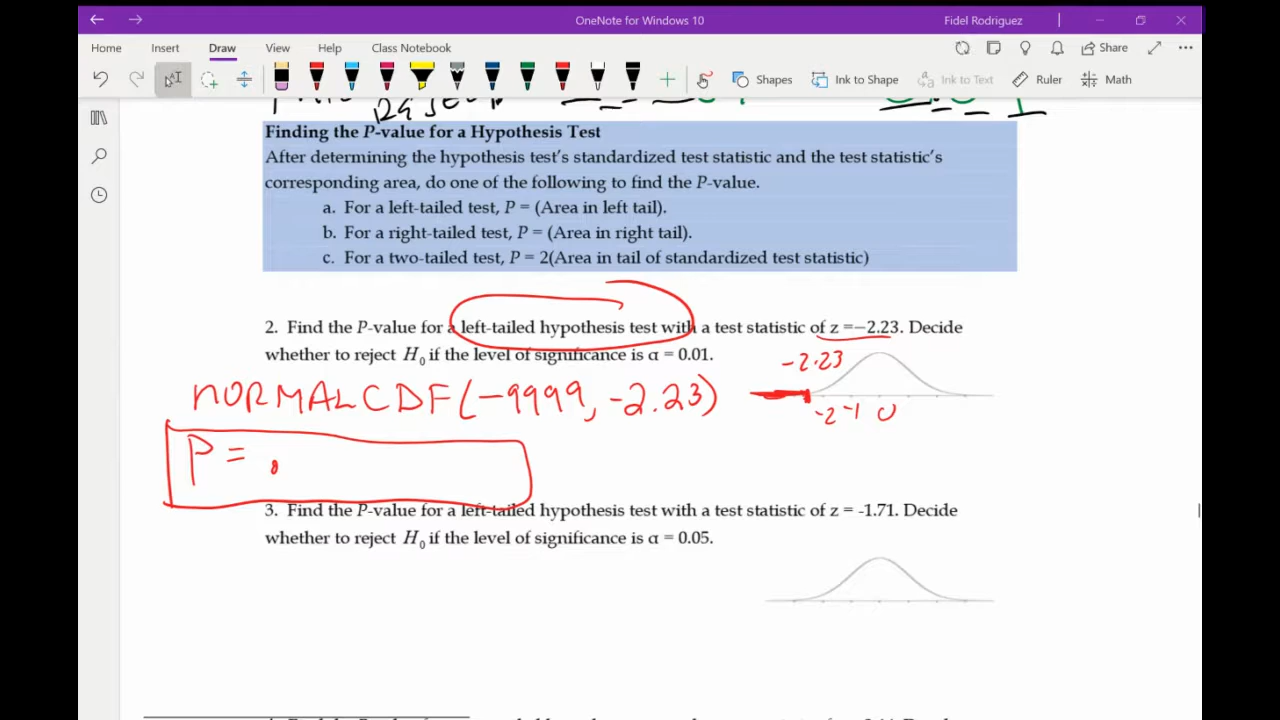 OneNote for Windows 10
Fidel Rodriguez
Home Insert Draw View Help Class Notebook Share
Shapes Ink to Shape Ink to Text Ruler Math
Finding the P-value for a Hypothesis Test
After determining the hypothesis test's standardized test statistic and the test statistic's
corresponding area, do one of the following to find the P-value.
a. For a left-tailed test, P = (Area in left tail).
b. For a right-tailed test, P = (Area in right tail).
c. For a two-tailed test, P = 2(Area in tail of standardized test statistic)
2. Find the P-value for a left-tailed hypothesis test with a test statistic of z =−2.23. Decide
whether to reject H₀ if the level of significance is α = 0.01.
-2.23
NORMALCDF(-9999, -2.23)
-2 -1 0
P = .
3. Find the P-value for a left-tailed hypothesis test with a test statistic of z = -1.71. Decide
whether to reject H₀ if the level of significance is α = 0.05.